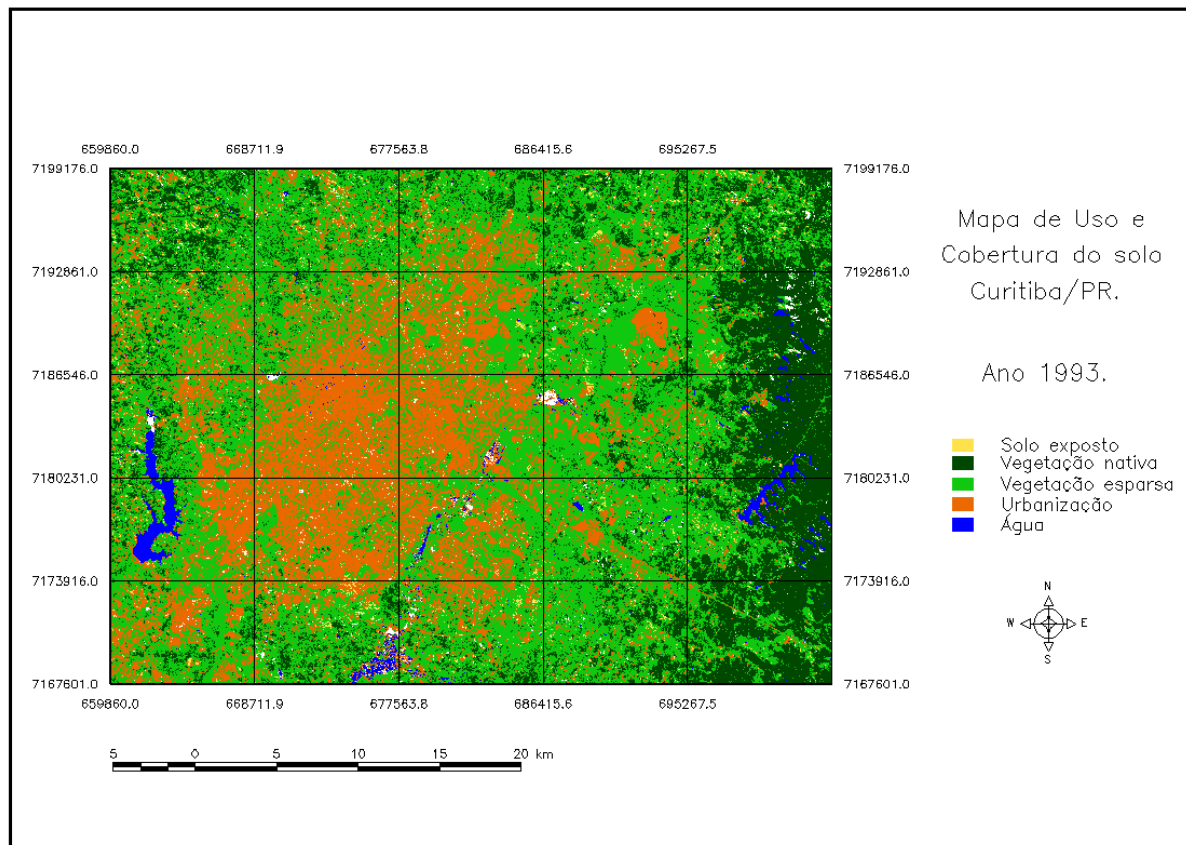 659860.0 668711.9 677563.8 686415.6 695267.5
7199176.0 7199176.0
Mapa de Uso e
Cobertura do solo
Curitiba/PR.
7192861.0 7192861.0
7186546.0 7186546.0
Ano 1993.
Solo exposto
Vegetação nativa
7180231.0 7180231.0
Vegetação esparsa
Urbanização
Água
7173916.0 7173916.0
N
W E
S
7167601.0 7167601.0
659860.0 668711.9 677563.8 686415.6 695267.5
5 0 5 10 15 20 km